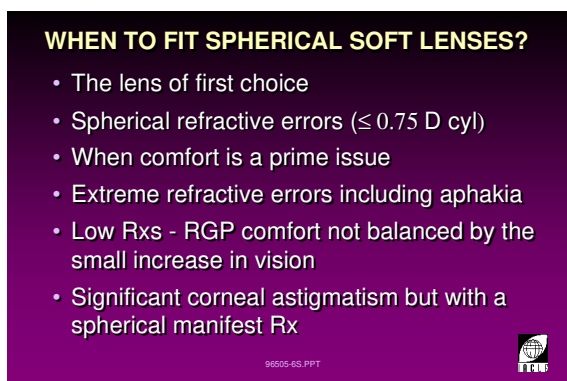 WHEN TO FIT SPHERICAL SOFT LENSES?
• The lens of first choice
• Spherical refractive errors (≤ 0.75 D cyl)
• When comfort is a prime issue
• Extreme refractive errors including aphakia
• Low Rxs - RGP comfort not balanced by the
small increase in vision
• Significant corneal astigmatism but with a
spherical manifest Rx
96505-6S.PPT
IACLE